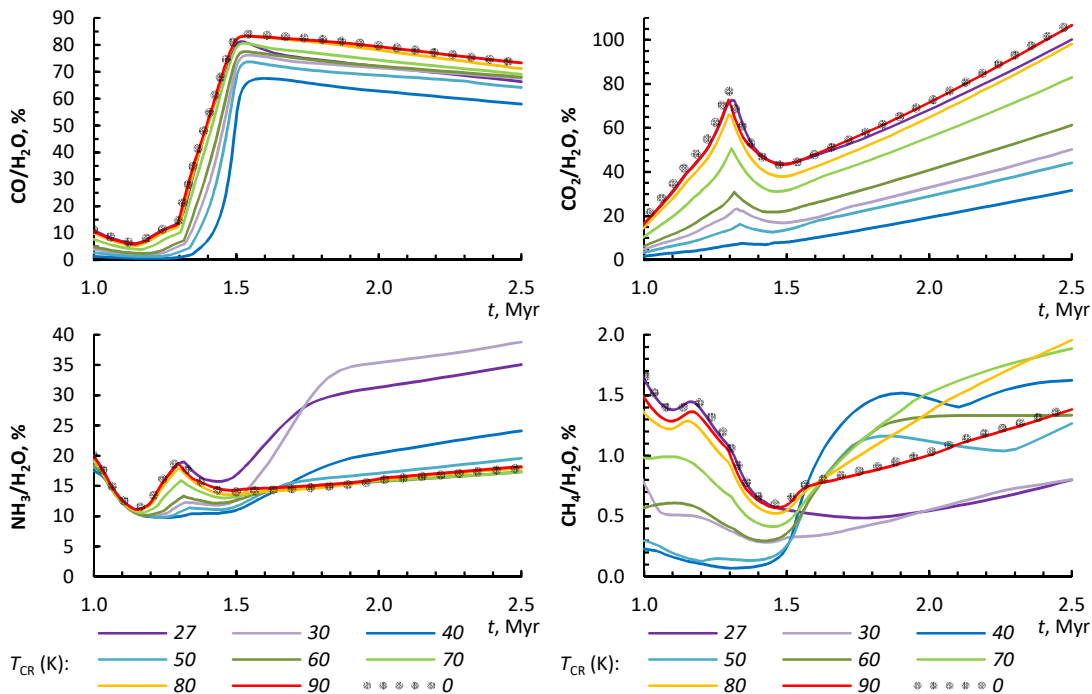 CO/H2O, %
90
80
70
60
50
40
30
20
10
0
1.0 1.5 2.0 2.5
t, Myr
CO2/H2O, %
100
80
60
40
20
0
1.0 1.5 2.0 2.5
t, Myr
NH3/H2O, %
40
35
30
25
20
15
10
5
0
1.0 1.5 2.0 2.5
t, Myr
CH4/H2O, %
2.0
1.5
1.0
0.5
0.0
1.0 1.5 2.0 2.5
t, Myr
TCR (K):
27 30 40
50 60 70
80 90 0
TCR (K):
27 30 40
50 60 70
80 90 0